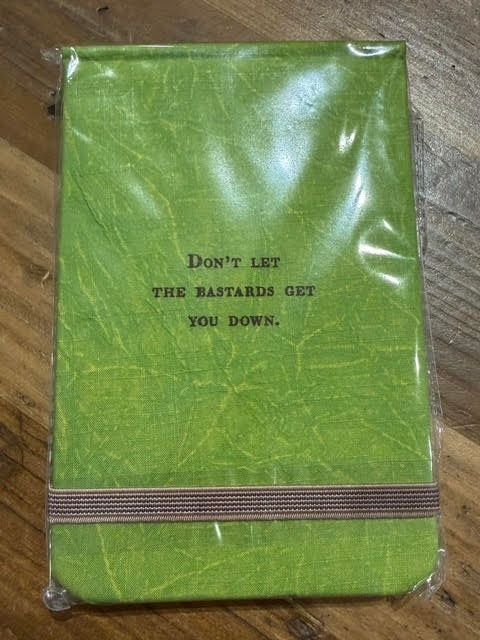 Don't let
the bastards get
you down.